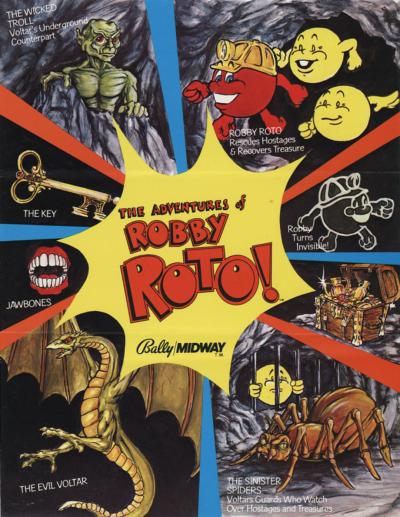 THE WICKED
TROLL
Voltar's Underground
Counterpart
ROBBY ROTO
Rescues Hostages
& Recovers Treasure
THE KEY
THE ADVENTURES of
ROBBY
ROTO!
TM
Robby
Turns
Invisible!
JAWBONES
Bally MIDWAY
T.M.
THE EVIL VOLTAR
THE SINISTER
SPIDERS
Voltars Guards Who Watch
Over Hostages and Treasures